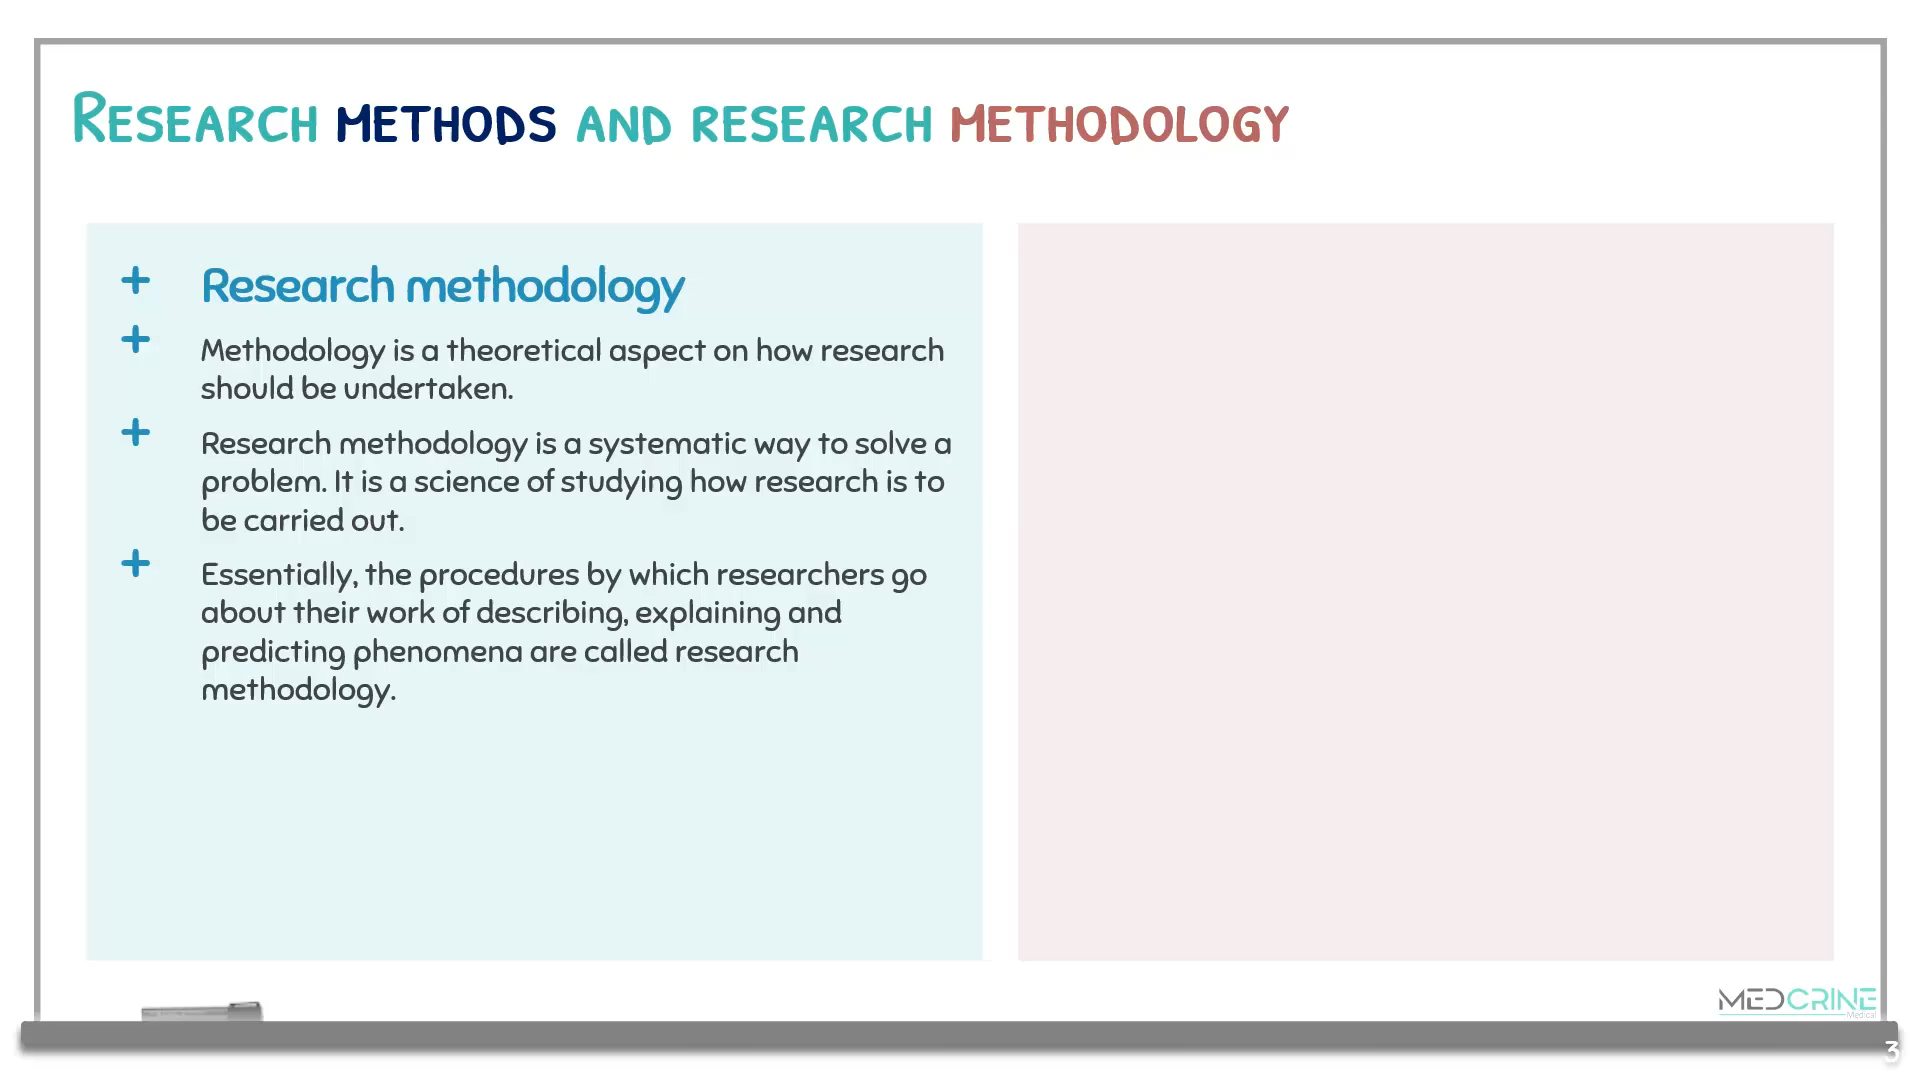 Research methods and research methodology
+ Research methodology
+ Methodology is a theoretical aspect on how research
should be undertaken.
+ Research methodology is a systematic way to solve a
problem. It is a science of studying how research is to
be carried out.
+ Essentially, the procedures by which researchers go
about their work of describing, explaining and
predicting phenomena are called research
methodology.
MEDCRINE
Medical
3